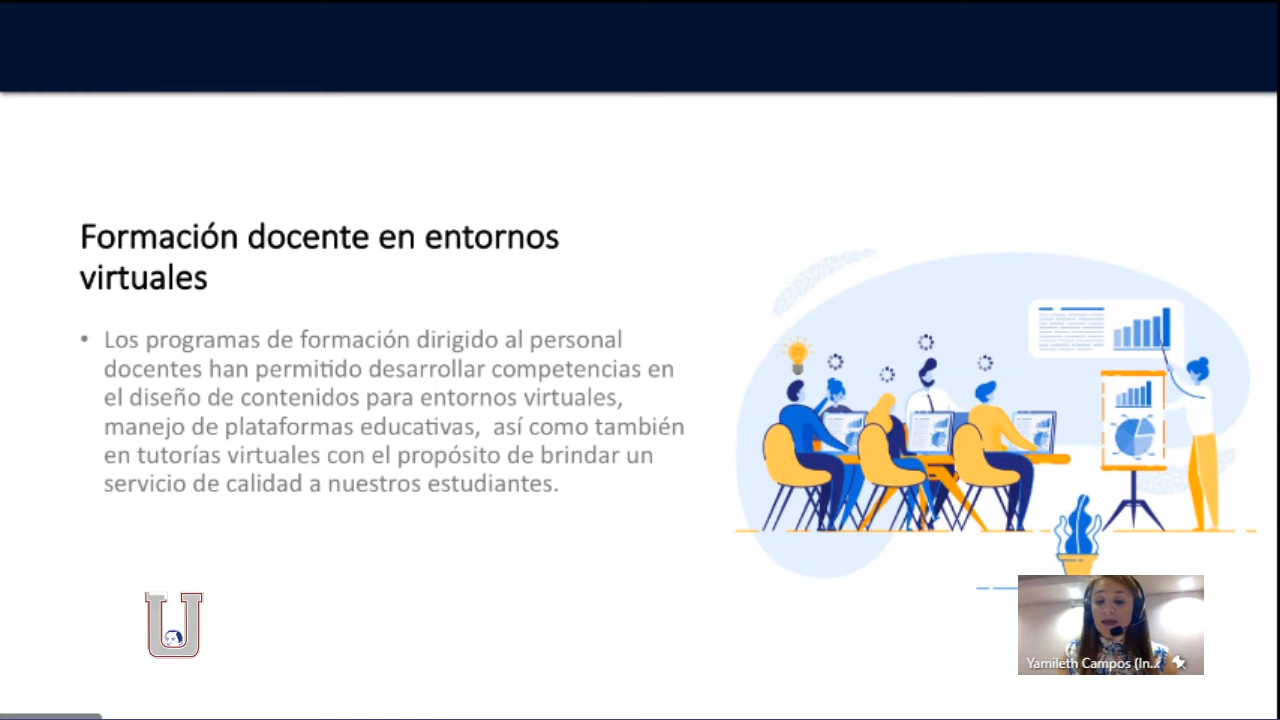 Formación docente en entornos
virtuales
• Los programas de formación dirigido al personal
docentes han permitido desarrollar competencias en
el diseño de contenidos para entornos virtuales,
manejo de plataformas educativas,  así como también
en tutorías virtuales con el propósito de brindar un
servicio de calidad a nuestros estudiantes.
U
Yamileth Campos (In...